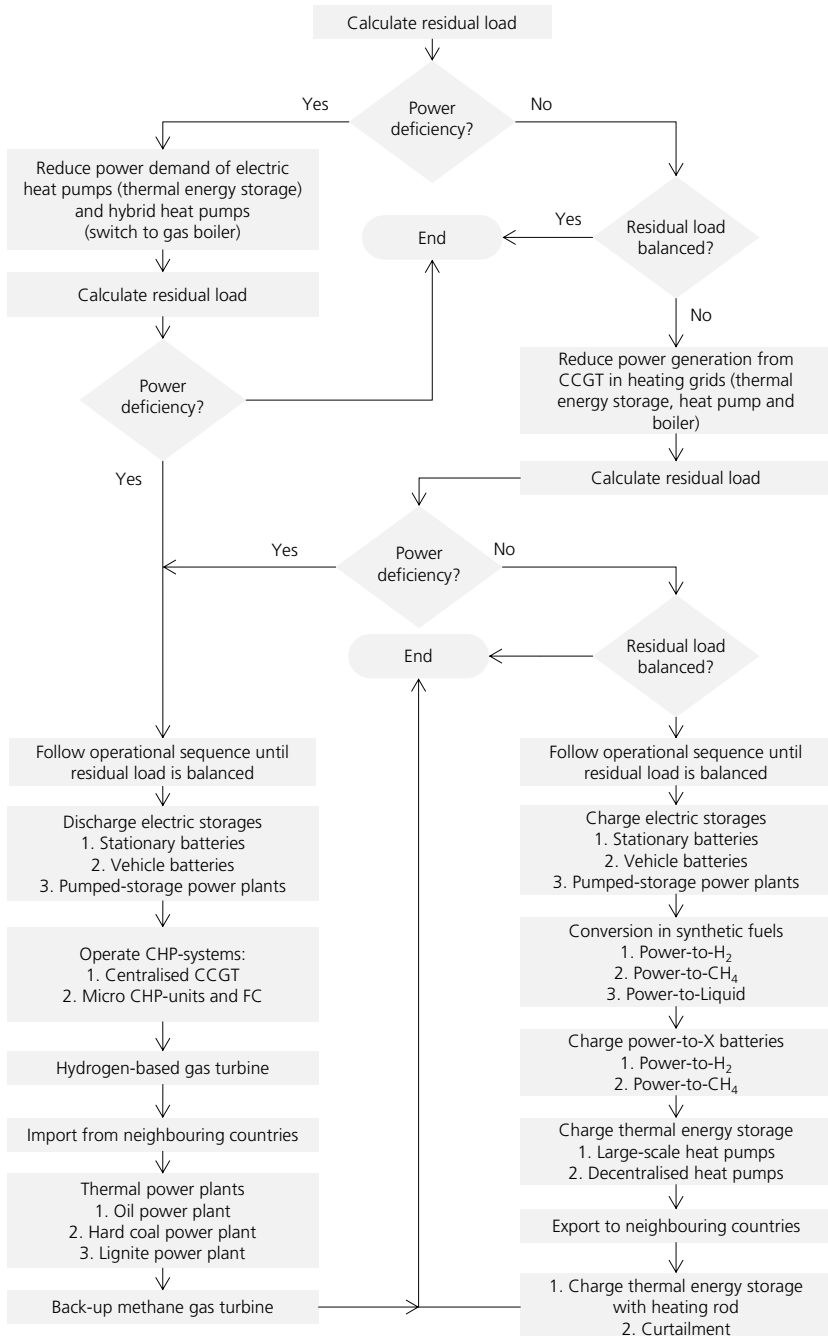 Calculate residual load
Yes
Power
deficiency?
No
Reduce power demand of electric
heat pumps (thermal energy storage)
and hybrid heat pumps
(switch to gas boiler)
End
Yes
Residual load
balanced?
Calculate residual load
No
Power
deficiency?
Reduce power generation from
CCGT in heating grids (thermal
energy storage, heat pump and
boiler)
Yes
Calculate residual load
Yes
Power
deficiency?
No
End
Residual load
balanced?
Follow operational sequence until
residual load is balanced
Discharge electric storages
1. Stationary batteries
2. Vehicle batteries
3. Pumped-storage power plants
Operate CHP-systems:
1. Centralised CCGT
2. Micro CHP-units and FC
Hydrogen-based gas turbine
Import from neighbouring countries
Thermal power plants
1. Oil power plant
2. Hard coal power plant
3. Lignite power plant
Back-up methane gas turbine
Follow operational sequence until
residual load is balanced
Charge electric storages
1. Stationary batteries
2. Vehicle batteries
3. Pumped-storage power plants
Conversion in synthetic fuels
1. Power-to-H₂
2. Power-to-CH₄
3. Power-to-Liquid
Charge power-to-X batteries
1. Power-to-H₂
2. Power-to-CH₄
Charge thermal energy storage
1. Large-scale heat pumps
2. Decentralised heat pumps
Export to neighbouring countries
1. Charge thermal energy storage
with heating rod
2. Curtailment